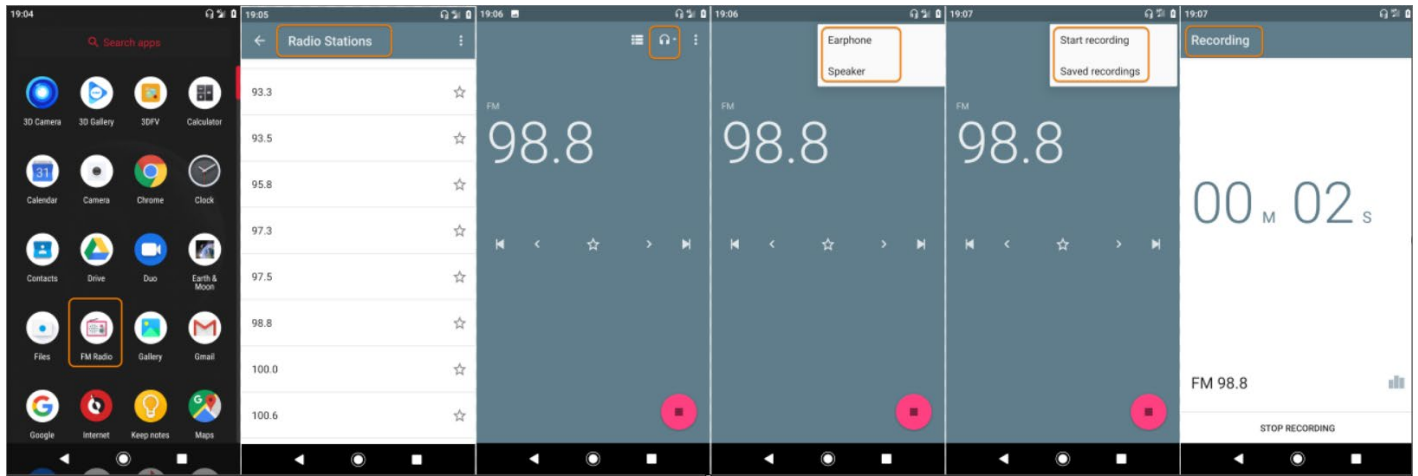 19:04
Search apps
3D Camera 3D Gallery 3DFV Calculator
31
Calendar Camera Chrome Clock
Contacts Drive Duo Earth & Moon
Files FM Radio Gallery Gmail
G
Google Internet Keep notes Maps
19:05
Radio Stations
93.3
93.5
95.8
97.3
97.5
98.8
100.0
100.6
19:06
FM
98.8
19:06
Earphone
Speaker
FM
98.8
19:07
Start recording
Saved recordings
FM
98.8
19:07
Recording
00 M 02 S
FM 98.8
STOP RECORDING